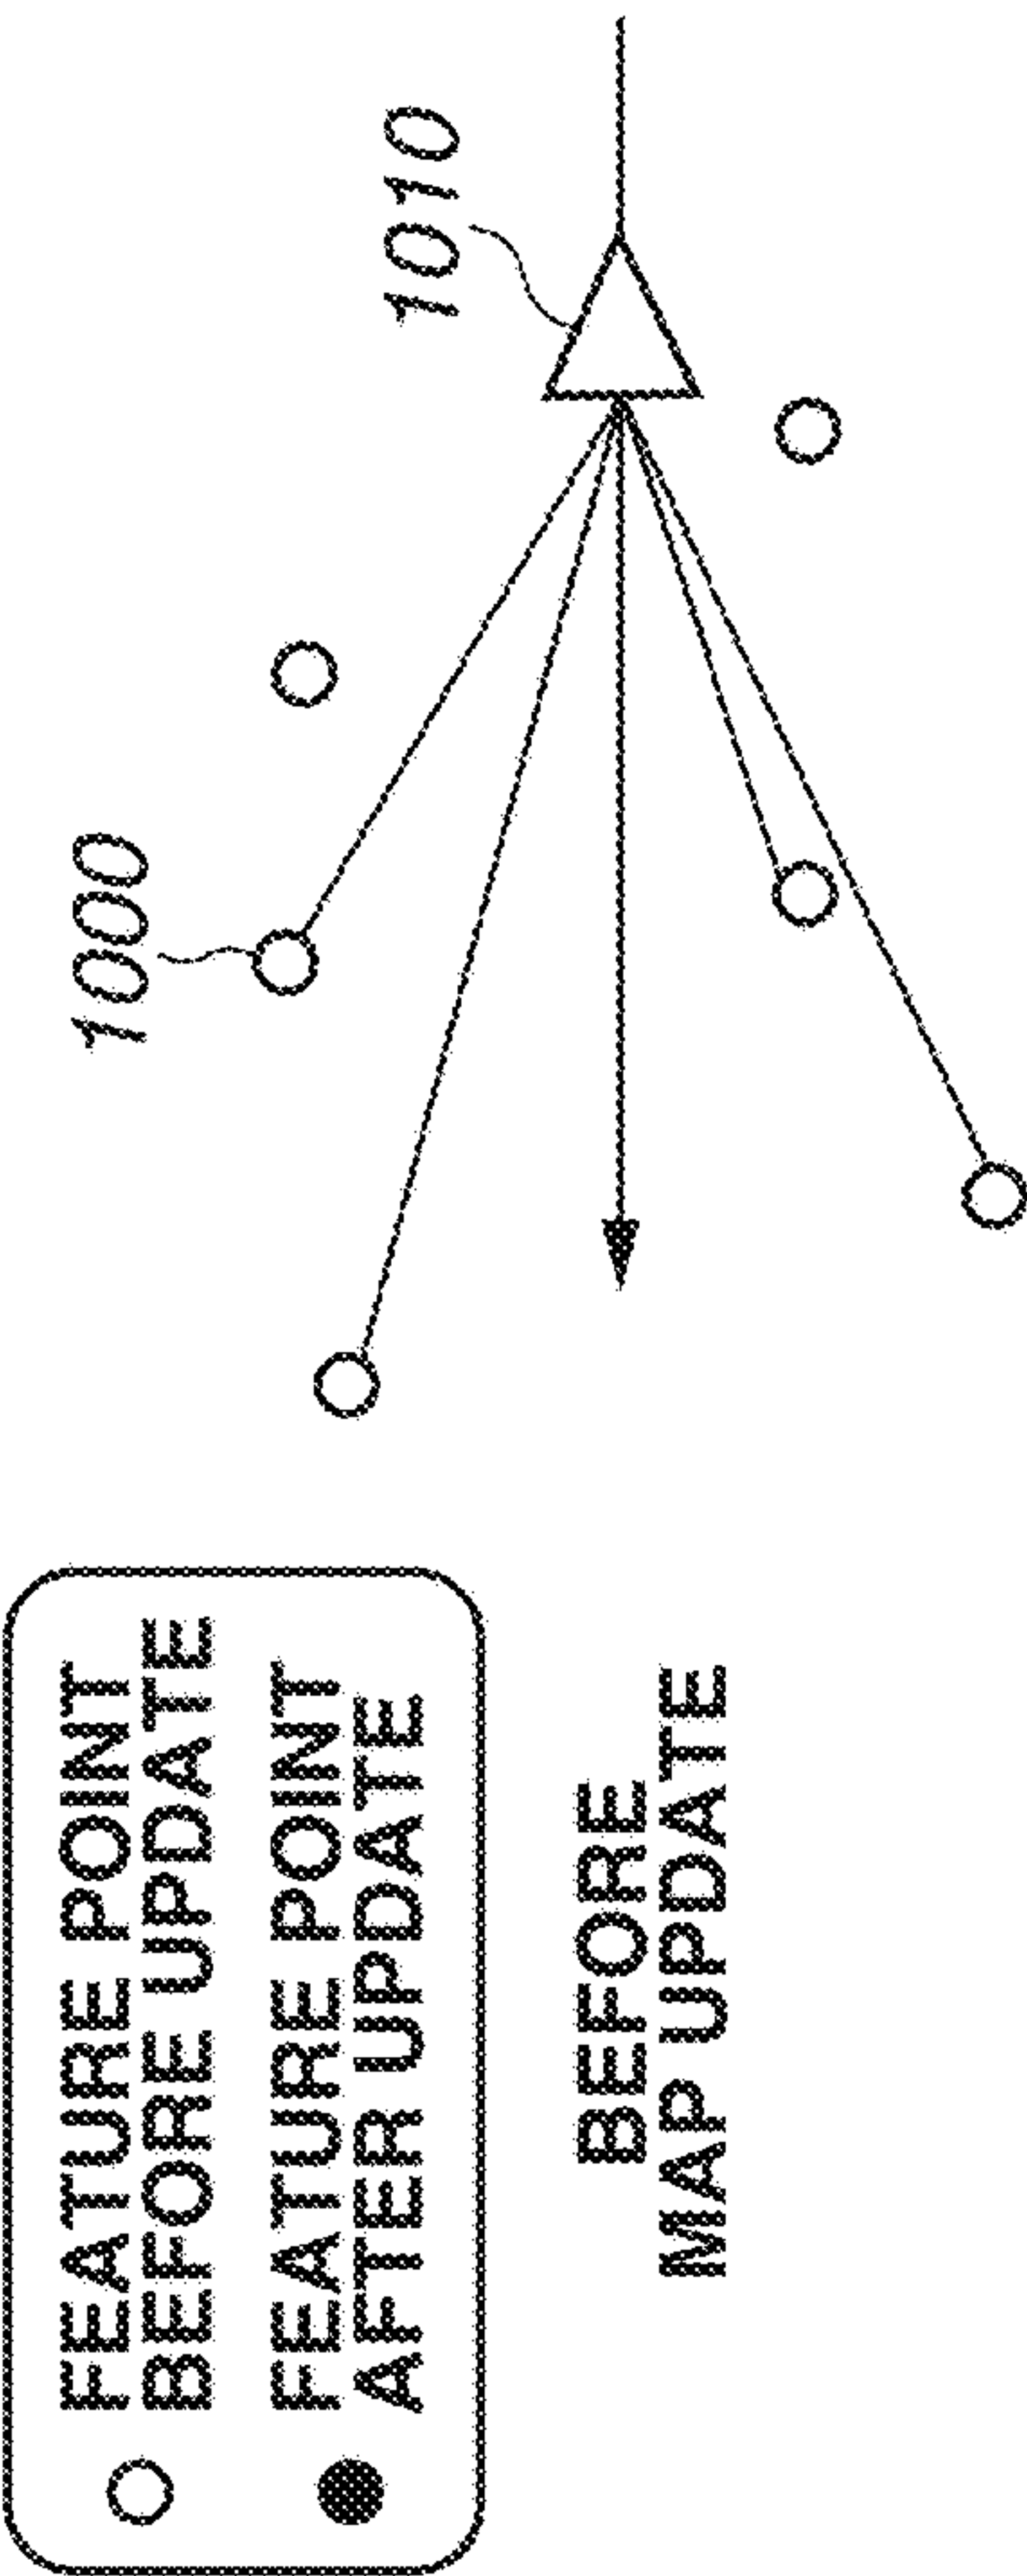 FEATURE POINT
BEFORE UPDATE
FEATURE POINT
AFTER UPDATE
BEFORE
MAP UPDATE
1000
1010